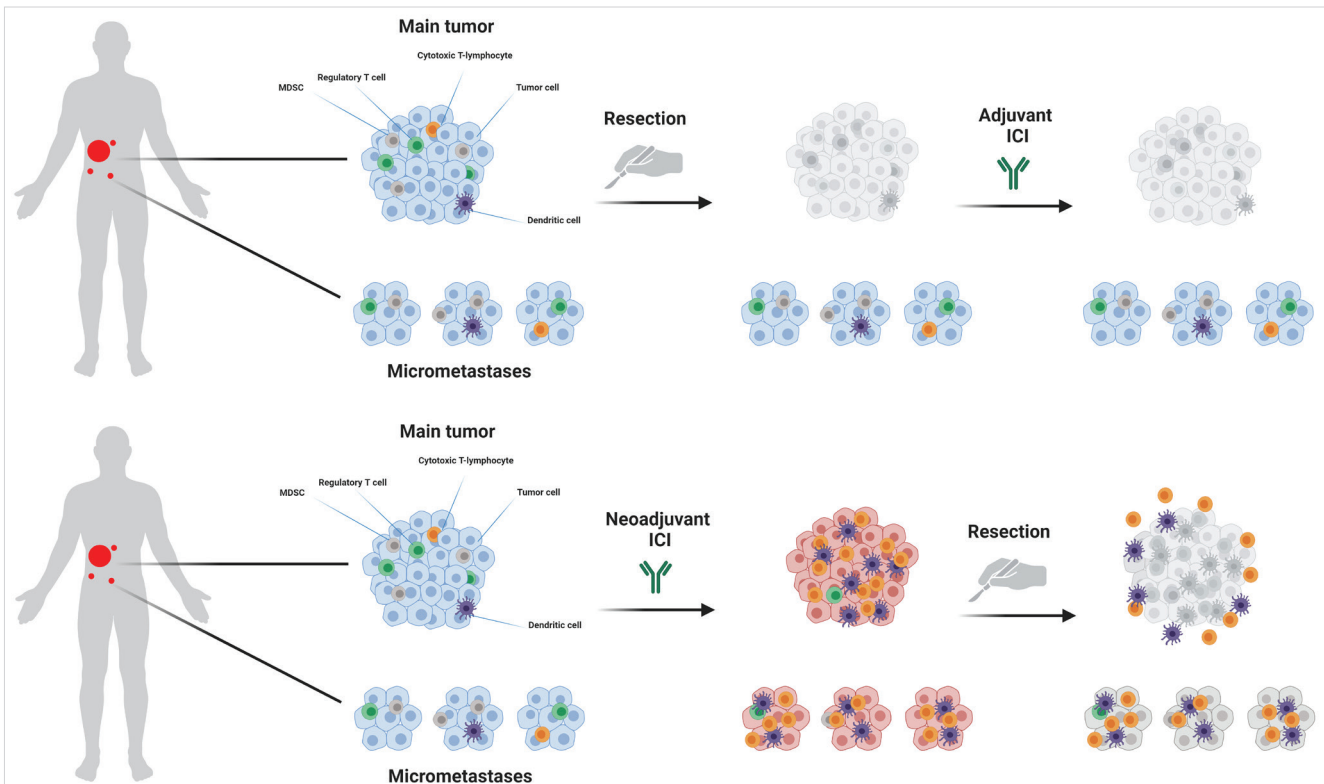 Main tumor
Cytotoxic T-lymphocyte
Regulatory T cell
MDSC
Tumor cell
Resection
Adjuvant
ICI
Dendritic cell
Micrometastases
Main tumor
Cytotoxic T-lymphocyte
Regulatory T cell
MDSC
Tumor cell
Neoadjuvant
ICI
Resection
Dendritic cell
Micrometastases